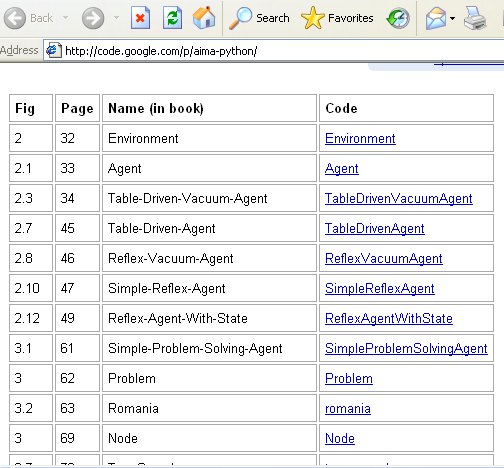 Back Search Favorites
Address http://code.google.com/p/aima-python/
Fig Page Name (in book) Code
2 32 Environment Environment
2.1 33 Agent Agent
2.3 34 Table-Driven-Vacuum-Agent TableDrivenVacuumAgent
2.7 45 Table-Driven-Agent TableDrivenAgent
2.8 46 Reflex-Vacuum-Agent ReflexVacuumAgent
2.10 47 Simple-Reflex-Agent SimpleReflexAgent
2.12 49 Reflex-Agent-With-State ReflexAgentWithState
3.1 61 Simple-Problem-Solving-Agent SimpleProblemSolvingAgent
3 62 Problem Problem
3.2 63 Romania romania
3 69 Node Node